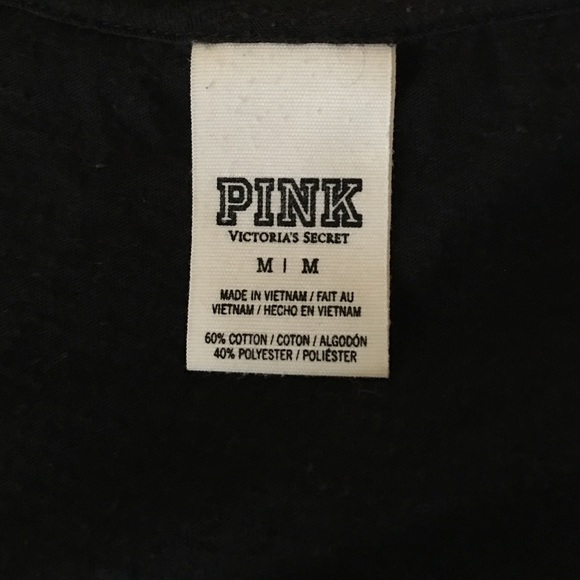 PINK
VICTORIA'S SECRET
M | M
MADE IN VIETNAM / FAIT AU
VIETNAM / HECHO EN VIETNAM
60% COTTON / COTON / ALGODÓN
40% POLYESTER / POLIÉSTER